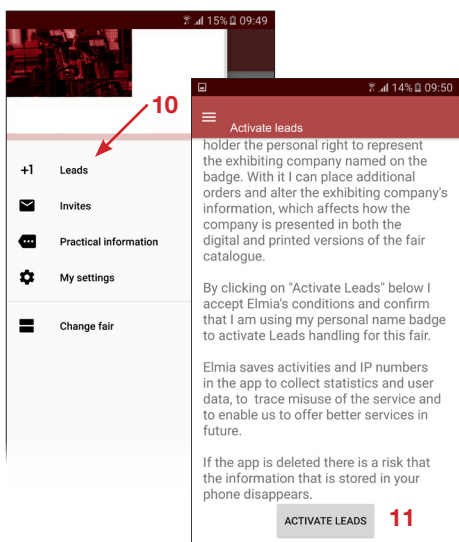 15% 09:49
10
+1 Leads
Invites
Practical information
My settings
Change fair
14% 09:50
Activate leads
holder the personal right to represent
the exhibiting company named on the
badge. With it I can place additional
orders and alter the exhibiting company's
information, which affects how the
company is presented in both the
digital and printed versions of the fair
catalogue.
By clicking on "Activate Leads" below I
accept Elmia's conditions and confirm
that I am using my personal name badge
to activate Leads handling for this fair.
Elmia saves activities and IP numbers
in the app to collect statistics and user
data, to trace misuse of the service and
to enable us to offer better services in
future.
If the app is deleted there is a risk that
the information that is stored in your
phone disappears.
ACTIVATE LEADS
11